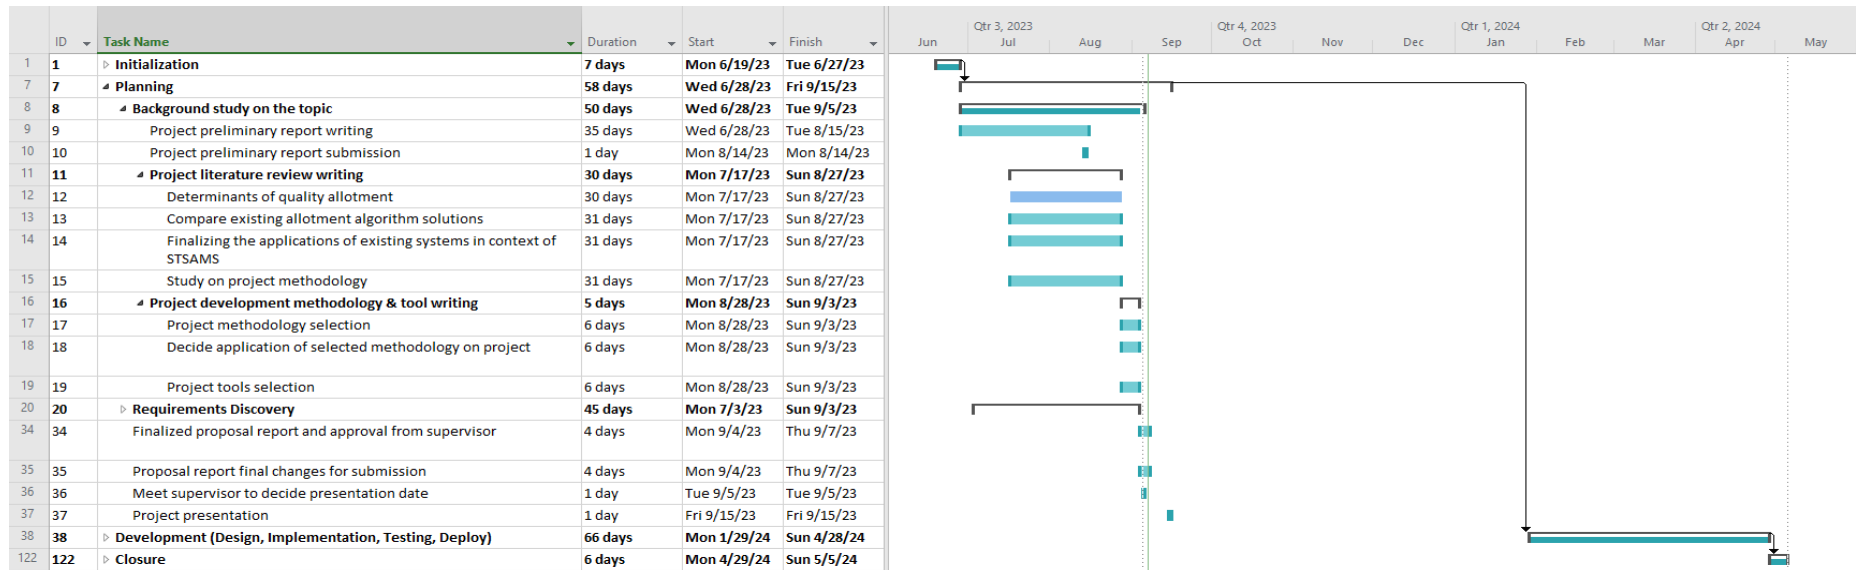 Qtr 3, 2023 Qtr 4, 2023 Qtr 1, 2024 Qtr 2, 2024
ID Task Name Duration Start Finish Jun Jul Aug Sep Oct Nov Dec Jan Feb Mar Apr May
1 1 Initialization 7 days Mon 6/19/23 Tue 6/27/23
7 7 Planning 58 days Wed 6/28/23 Fri 9/15/23
8 8 Background study on the topic 50 days Wed 6/28/23 Tue 9/5/23
9 9 Project preliminary report writing 35 days Wed 6/28/23 Tue 8/15/23
10 10 Project preliminary report submission 1 day Mon 8/14/23 Mon 8/14/23
11 11 Project literature review writing 30 days Mon 7/17/23 Sun 8/27/23
12 12 Determinants of quality allotment 30 days Mon 7/17/23 Sun 8/27/23
13 13 Compare existing allotment algorithm solutions 31 days Mon 7/17/23 Sun 8/27/23
14 14 Finalizing the applications of existing systems in context of 31 days Mon 7/17/23 Sun 8/27/23
STSAMS
15 15 Study on project methodology 31 days Mon 7/17/23 Sun 8/27/23
16 16 Project development methodology & tool writing 5 days Mon 8/28/23 Sun 9/3/23
17 17 Project methodology selection 6 days Mon 8/28/23 Sun 9/3/23
18 18 Decide application of selected methodology on project 6 days Mon 8/28/23 Sun 9/3/23
19 19 Project tools selection 6 days Mon 8/28/23 Sun 9/3/23
20 20 Requirements Discovery 45 days Mon 7/3/23 Sun 9/3/23
34 34 Finalized proposal report and approval from supervisor 4 days Mon 9/4/23 Thu 9/7/23
35 35 Proposal report final changes for submission 4 days Mon 9/4/23 Thu 9/7/23
36 36 Meet supervisor to decide presentation date 1 day Tue 9/5/23 Tue 9/5/23
37 37 Project presentation 1 day Fri 9/15/23 Fri 9/15/23
38 38 Development (Design, Implementation, Testing, Deploy) 66 days Mon 1/29/24 Sun 4/28/24
122 122 Closure 6 days Mon 4/29/24 Sun 5/5/24